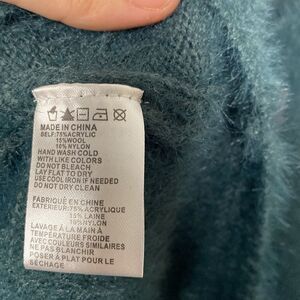 MADE IN CHINA
SELF:75%ACRYLIC
15%WOOL
10%NYLON
HAND WASH COLD
WITH LIKE COLORS
DO NOT BLEACH
LAY FLAT TO DRY
USE COOL IRON IF NEEDED
DO NOT DRY CLEAN
FABRIQUÉ EN CHINE
EXTERIEUR:75%ACRYLIQUE
15% LAINE
10%NYLON
LAVAGE À LA MAIN À
TEMPÉRATURE FROIDE
AVEC COULEURS SIMILAIRES
NE PAS BLANCHIR
POSER A PLAT POUR LE
SÉCHAGE